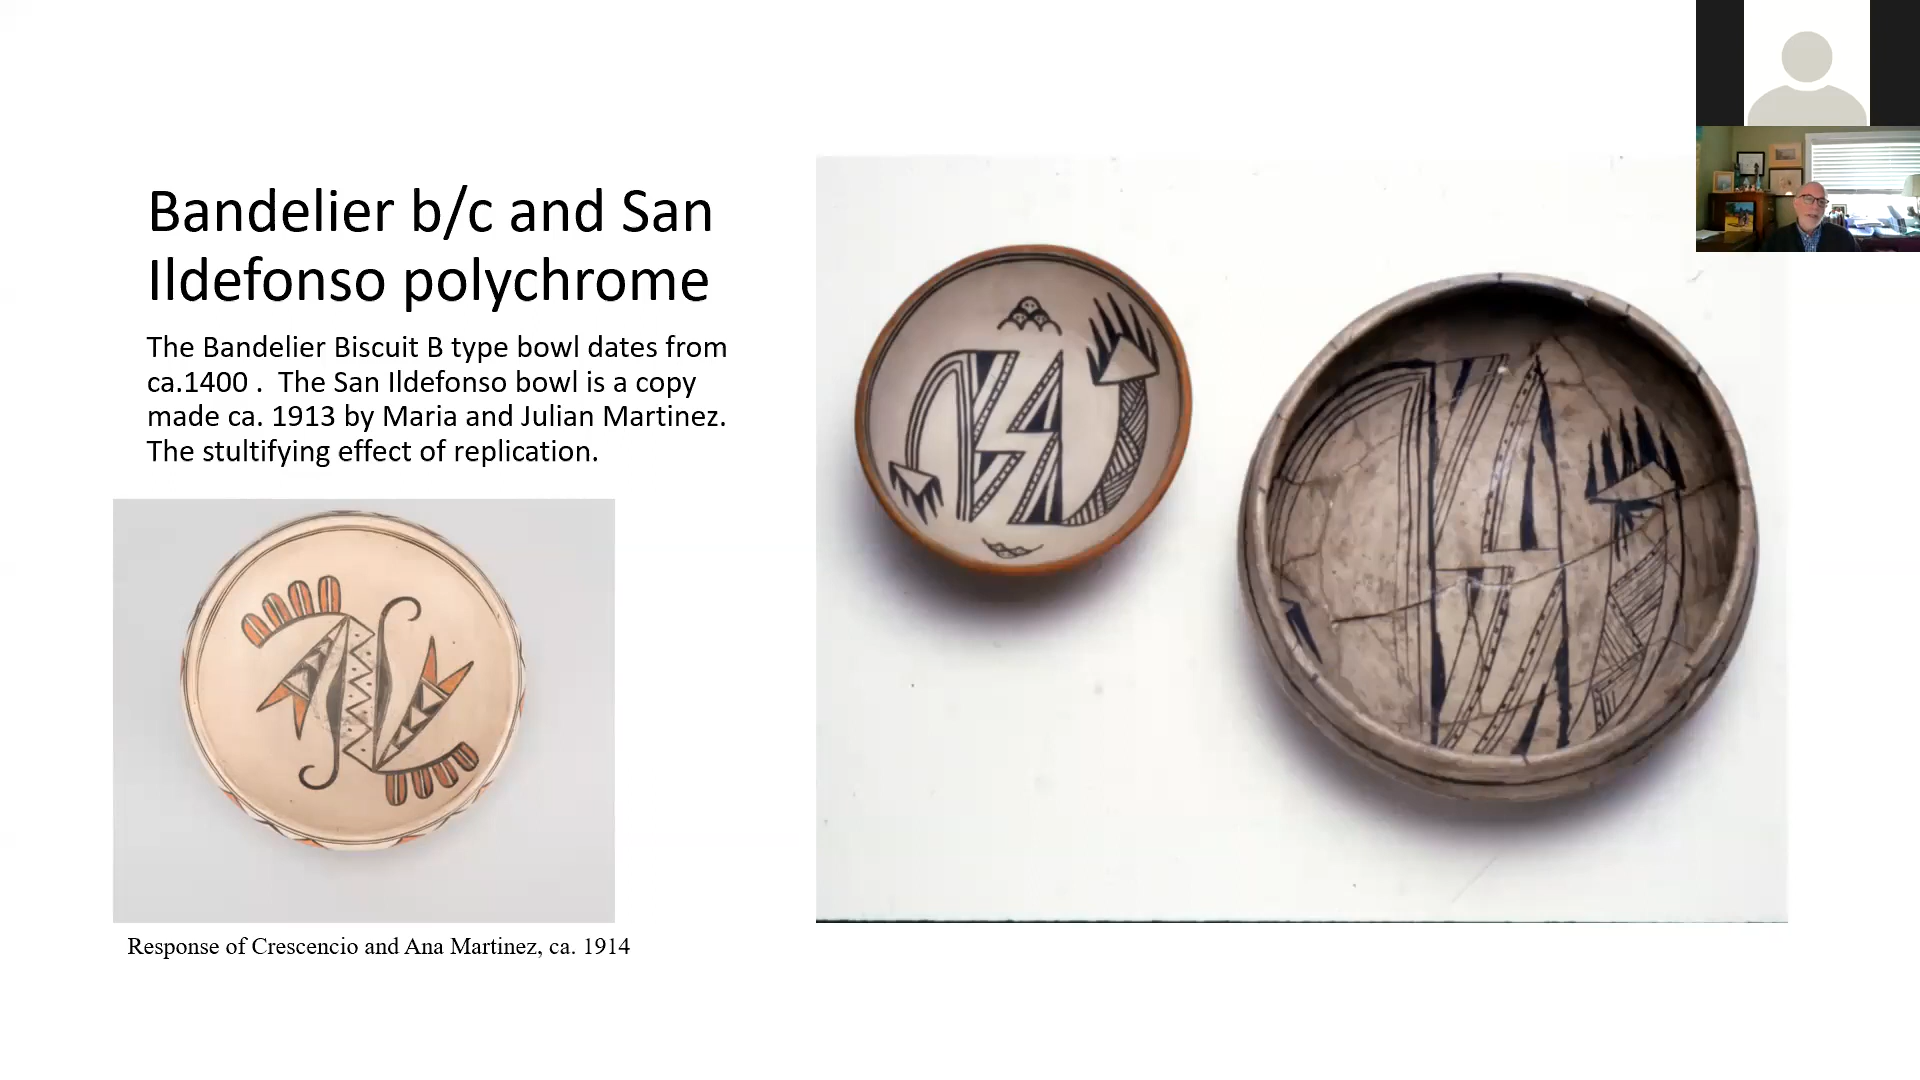 Bandelier b/c and San
Ildefonso polychrome
The Bandelier Biscuit B type bowl dates from
ca.1400 .  The San Ildefonso bowl is a copy
made ca. 1913 by Maria and Julian Martinez.
The stultifying effect of replication.
Response of Crescencio and Ana Martinez, ca. 1914